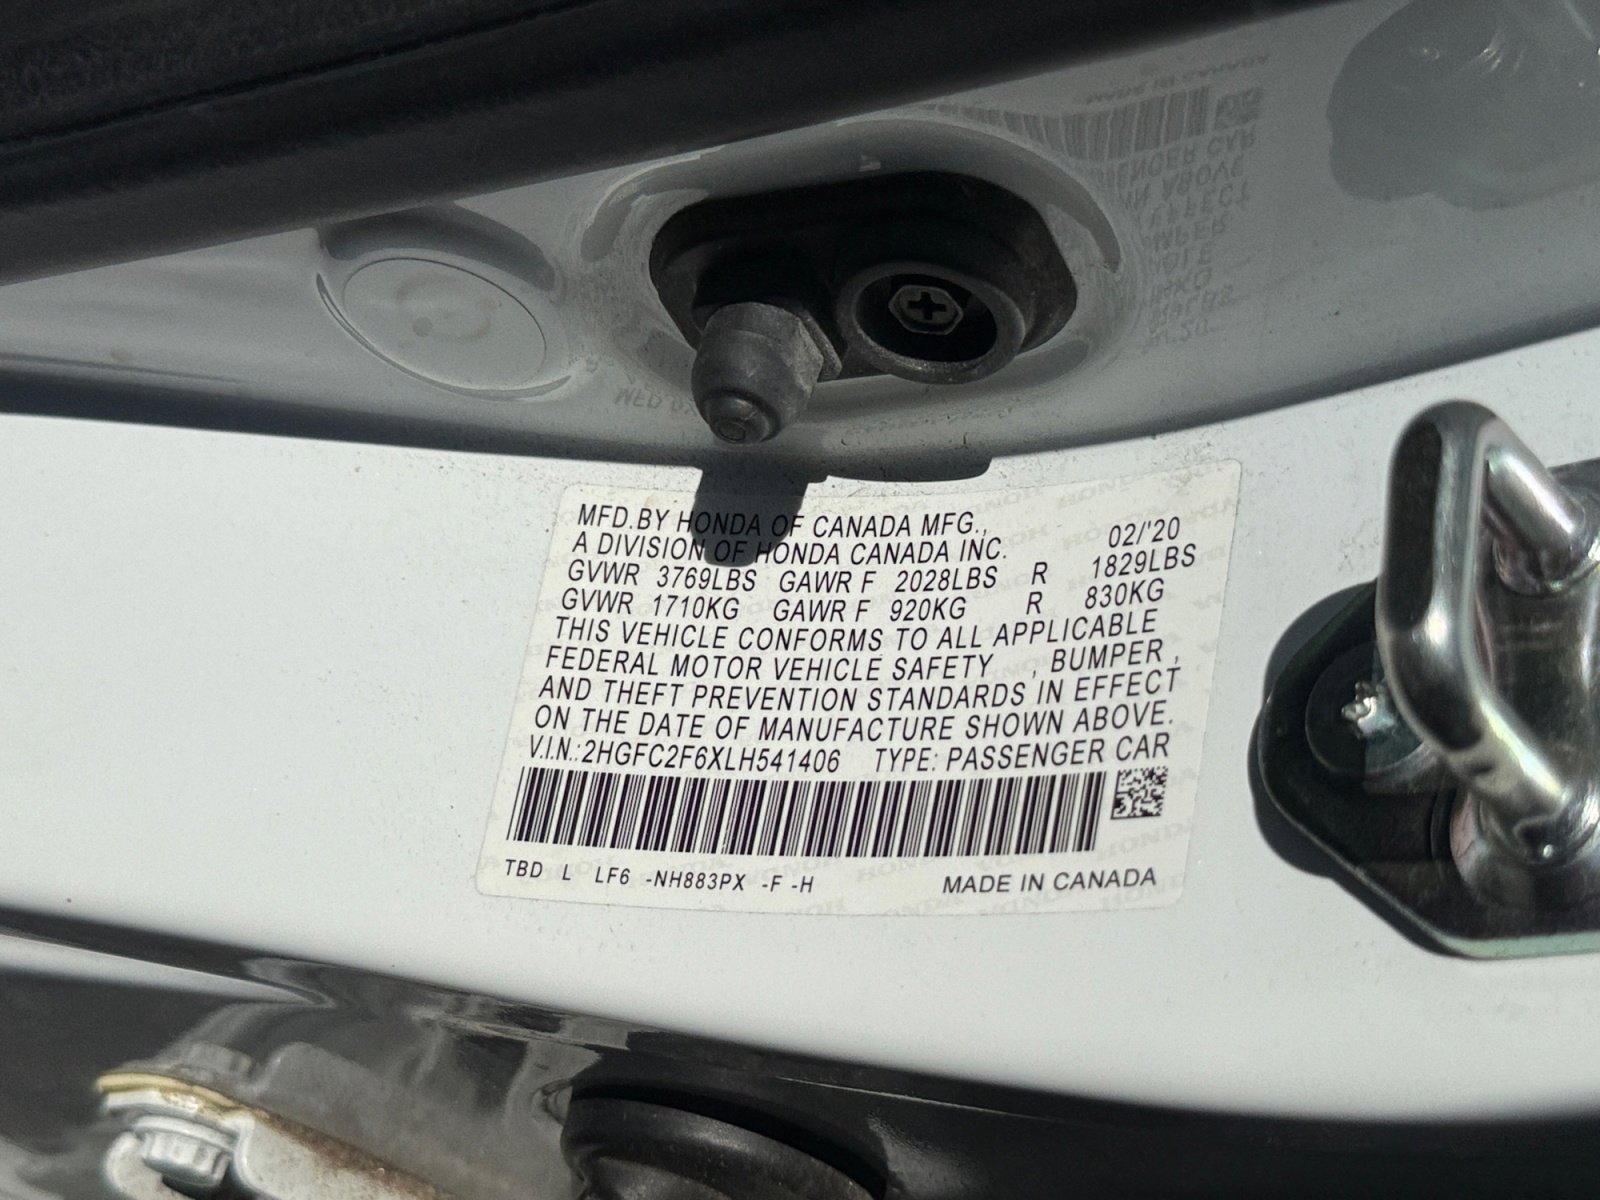 MFD.BY HONDA OF CANADA MFG.,
A DIVISION OF HONDA CANADA INC. 02/'20
GVWR 3769LBS GAWR F 2028LBS R 1829LBS
GVWR 1710KG GAWR F 920KG R 830KG
THIS VEHICLE CONFORMS TO ALL APPLICABLE
FEDERAL MOTOR VEHICLE SAFETY , BUMPER ,
AND THEFT PREVENTION STANDARDS IN EFFECT
ON THE DATE OF MANUFACTURE SHOWN ABOVE.
V.I.N.:2HGFC2F6XLH541406 TYPE: PASSENGER CAR
TBD L LF6 -NH883PX -F -H MADE IN CANADA